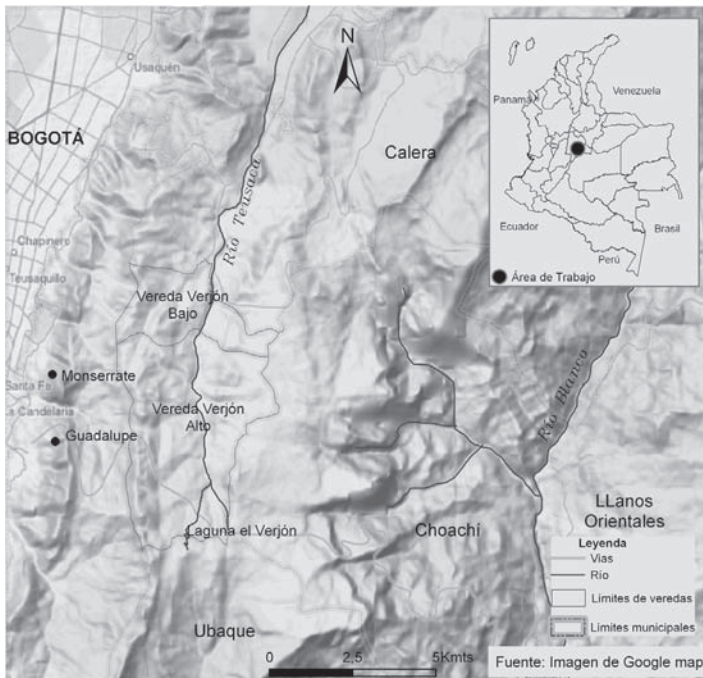 Usaquén
N
BOGOTÁ
Río Teusacá
Calera
Panamá
Venezuela
Ecuador
Brasil
Perú
Área de Trabajo
Chapinero
Teusaquillo
Vereda Verjón
Bajo
Monserrate
Santa Fe
a Candelaria
Vereda Verjón
Alto
Guadalupe
Río Blanco
Laguna el Verjón
Choachí
LLanos
Orientales
Leyenda
Vias
Río
Límites de veredas
Límites municipales
Ubaque
0 2,5 5Kmts
Fuente: Imagen de Google map